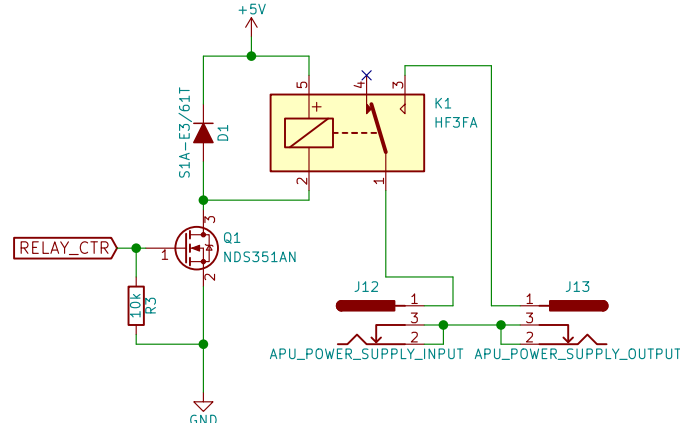 +5V
S1A-E3/61T
D1
5
+
4
3
K1
HF3FA
2
1
RELAY_CTR
1
3
Q1
NDS351AN
2
10k
R3
GND
J12
1
3
2
APU_POWER_SUPPLY_INPUT
J13
1
3
2
APU_POWER_SUPPLY_OUTPUT